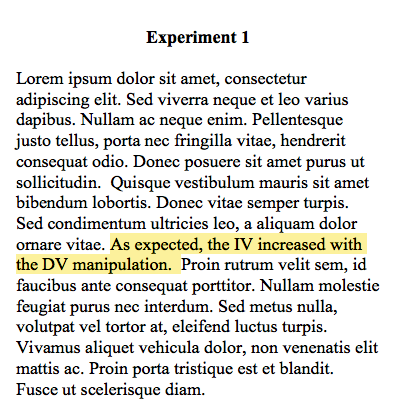 Experiment 1
Lorem ipsum dolor sit amet, consectetur
adipiscing elit. Sed viverra neque et leo varius
dapibus. Nullam ac neque enim. Pellentesque
justo tellus, porta nec fringilla vitae, hendrerit
consequat odio. Donec posuere sit amet purus ut
sollicitudin.  Quisque vestibulum mauris sit amet
bibendum lobortis. Donec vitae semper turpis.
Sed condimentum ultricies leo, a aliquam dolor
ornare vitae. As expected, the IV increased with
the DV manipulation.  Proin rutrum velit sem, id
faucibus ante consequat porttitor. Nullam molestie
feugiat purus nec interdum. Sed metus nulla,
volutpat vel tortor at, eleifend luctus turpis.
Vivamus aliquet vehicula dolor, non venenatis elit
mattis ac. Proin porta tristique est et blandit.
Fusce ut scelerisque diam.